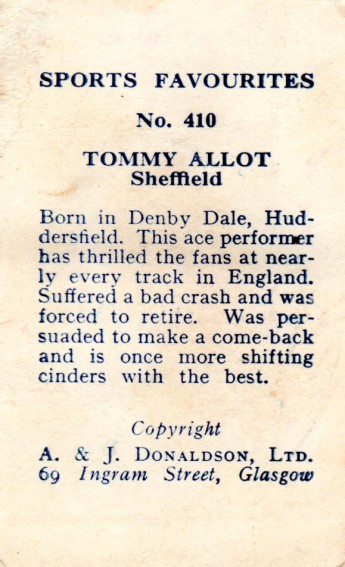 SPORTS FAVOURITES
No. 410
TOMMY ALLOT
Sheffield
Born in Denby Dale, Hud-
dersfield. This ace performer
has thrilled the fans at near-
ly every track in England.
Suffered a bad crash and was
forced to retire. Was per-
suaded to make a come-back
and is once more shifting
cinders with the best.
Copyright
A. & J. DONALDSON, LTD.
69 Ingram Street, Glasgow